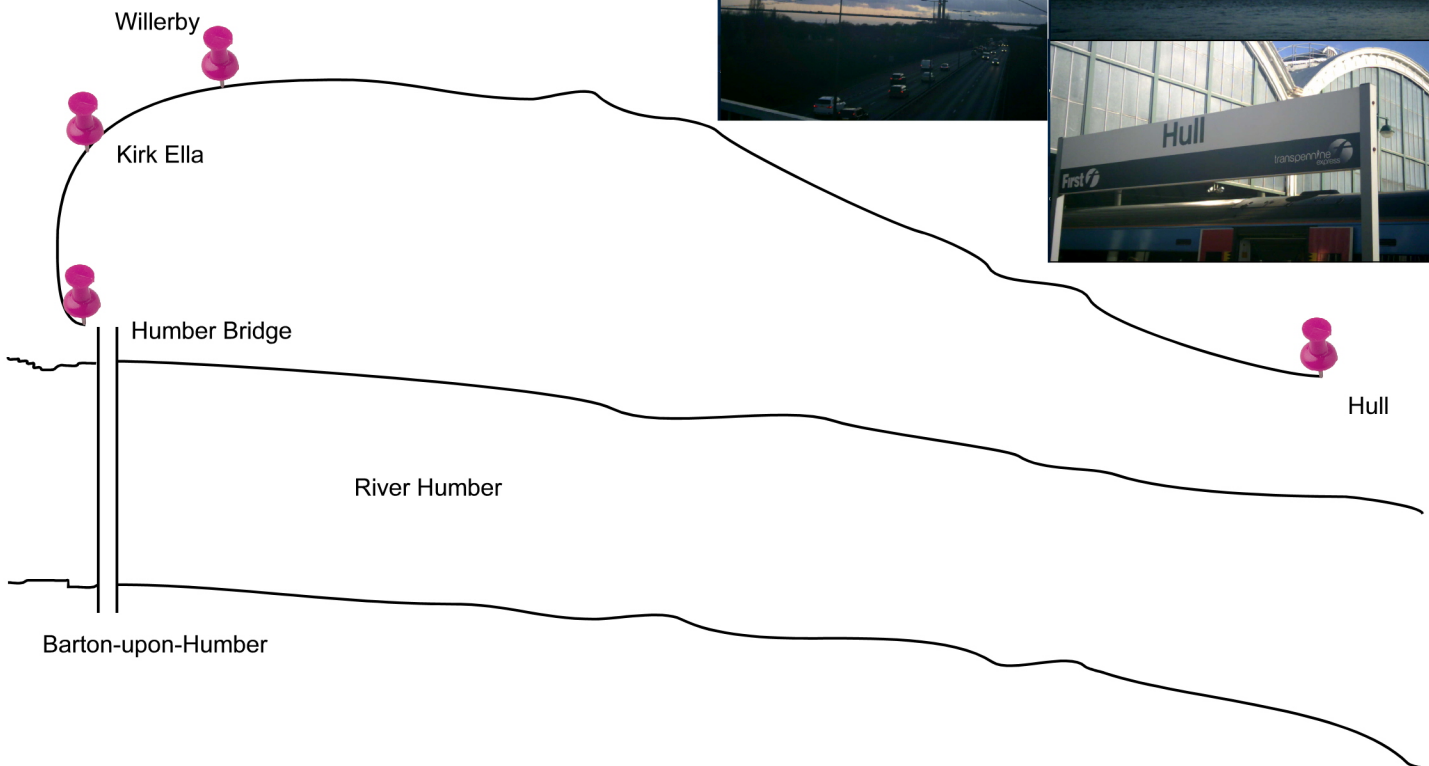 Willerby
Kirk Ella
Humber Bridge
Hull
River Humber
Barton-upon-Humber
Hull
First
transpennine
express